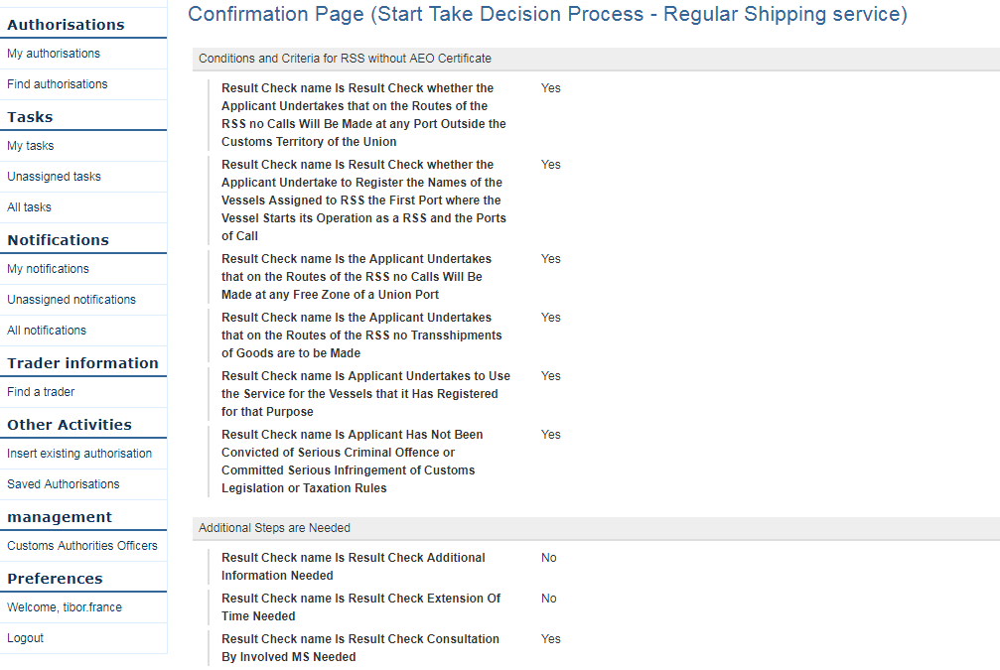 Authorisations
My authorisations
Find authorisations
Tasks
My tasks
Unassigned tasks
All tasks
Notifications
My notifications
Unassigned notifications
All notifications
Trader information
Find a trader
Other Activities
Insert existing authorisation
Saved Authorisations
management
Customs Authorities Officers
Preferences
Welcome, tibor.france
Logout
Confirmation Page (Start Take Decision Process - Regular Shipping service)
Conditions and Criteria for RSS without AEO Certificate
Result Check name Is Result Check whether the Yes
Applicant Undertakes that on the Routes of the
RSS no Calls Will Be Made at any Port Outside the
Customs Territory of the Union
Result Check name Is Result Check whether the Yes
Applicant Undertake to Register the Names of the
Vessels Assigned to RSS the First Port where the
Vessel Starts its Operation as a RSS and the Ports
of Call
Result Check name Is the Applicant Undertakes Yes
that on the Routes of the RSS no Calls Will Be
Made at any Free Zone of a Union Port
Result Check name Is the Applicant Undertakes Yes
that on the Routes of the RSS no Transshipments
of Goods are to be Made
Result Check name Is Applicant Undertakes to Use Yes
the Service for the Vessels that it Has Registered
for that Purpose
Result Check name Is Applicant Has Not Been Yes
Convicted of Serious Criminal Offence or
Committed Serious Infringement of Customs
Legislation or Taxation Rules
Additional Steps are Needed
Result Check name Is Result Check Additional No
Information Needed
Result Check name Is Result Check Extension Of No
Time Needed
Result Check name Is Result Check Consultation Yes
By Involved MS Needed